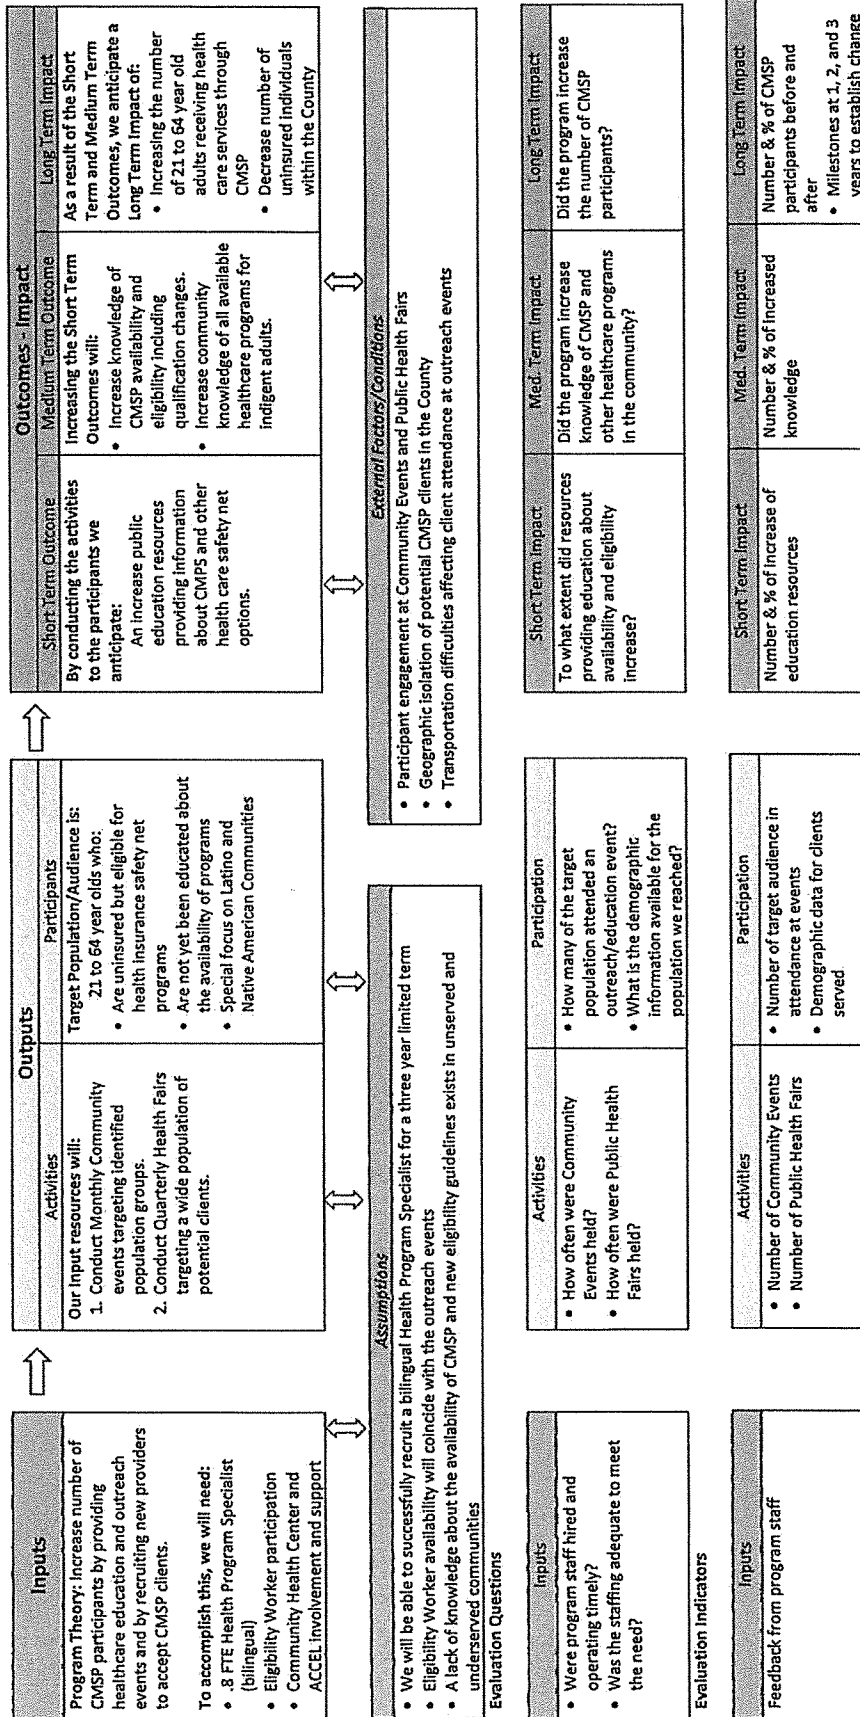 Inputs
Program Theory: Increase number of
CMSP participants by providing
healthcare education and outreach
events and by recruiting new providers
to accept CMSP clients.
To accomplish this, we will need:
• .8 FTE Health Program Specialist
(bilingual)
• Eligibility Worker participation
• Community Health Center and
ACCEL involvement and support
Outputs
Activities
Our Input resources will:
1. Conduct Monthly Community
events targeting identified
population groups.
2. Conduct Quarterly Health Fairs
targeting a wide population of
potential clients.
Participants
Target Population/Audience is:
21 to 64 year olds who:
• Are uninsured but eligible for
health insurance safety net
programs
• Are not yet been educated about
the availability of programs
• Special focus on Latino and
Native American Communities
Outcomes - Impact
Short Term Outcome
By conducting the activities
to the participants we
anticipate:
An increase public
education resources
providing information
about CMPS and other
health care safety net
options.
Medium Term Outcome
Increasing the Short Term
Outcomes will:
• Increase knowledge of
CMSP availability and
eligibility including
qualification changes.
• Increase community
knowledge of all available
healthcare programs for
indigent adults.
Long Term Impact
As a result of the Short
Term and Medium Term
Outcomes, we anticipate a
Long Term Impact of:
• Increasing the number
of 21 to 64 year old
adults receiving health
care services through
CMSP
• Decrease number of
uninsured individuals
within the County
Assumptions
• We will be able to successfully recruit a bilingual Health Program Specialist for a three year limited term
• Eligibility Worker availability will coincide with the outreach events
• A lack of knowledge about the availability of CMSP and new eligibility guidelines exists in unserved and
underserved communities
External Factors/Conditions
• Participant engagement at Community Events and Public Health Fairs
• Geographic isolation of potential CMSP clients in the County
• Transportation difficulties affecting client attendance at outreach events
Evaluation Questions
Inputs
• Were program staff hired and
operating timely?
• Was the staffing adequate to meet
the need?
Activities
• How often were Community
Events held?
• How often were Public Health
Fairs held?
Participation
• How many of the target
population attended an
outreach/education event?
• What is the demographic
information available for the
population we reached?
Short Term Impact
To what extent did resources
providing education about
availability and eligibility
increase?
Med. Term Impact
Did the program increase
knowledge of CMSP and
other healthcare programs
in the community?
Long Term Impact
Did the program increase
the number of CMSP
participants?
Evaluation Indicators
Inputs
Feedback from program staff
Activities
• Number of Community Events
• Number of Public Health Fairs
Participation
• Number of target audience in
attendance at events
• Demographic data for clients
served.
Short Term Impact
Number & % of increase of
education resources
Med. Term Impact
Number & % of increased
knowledge
Long Term Impact
Number & % of CMSP
participants before and
after
• Milestones at 1, 2, and 3
years to establish change